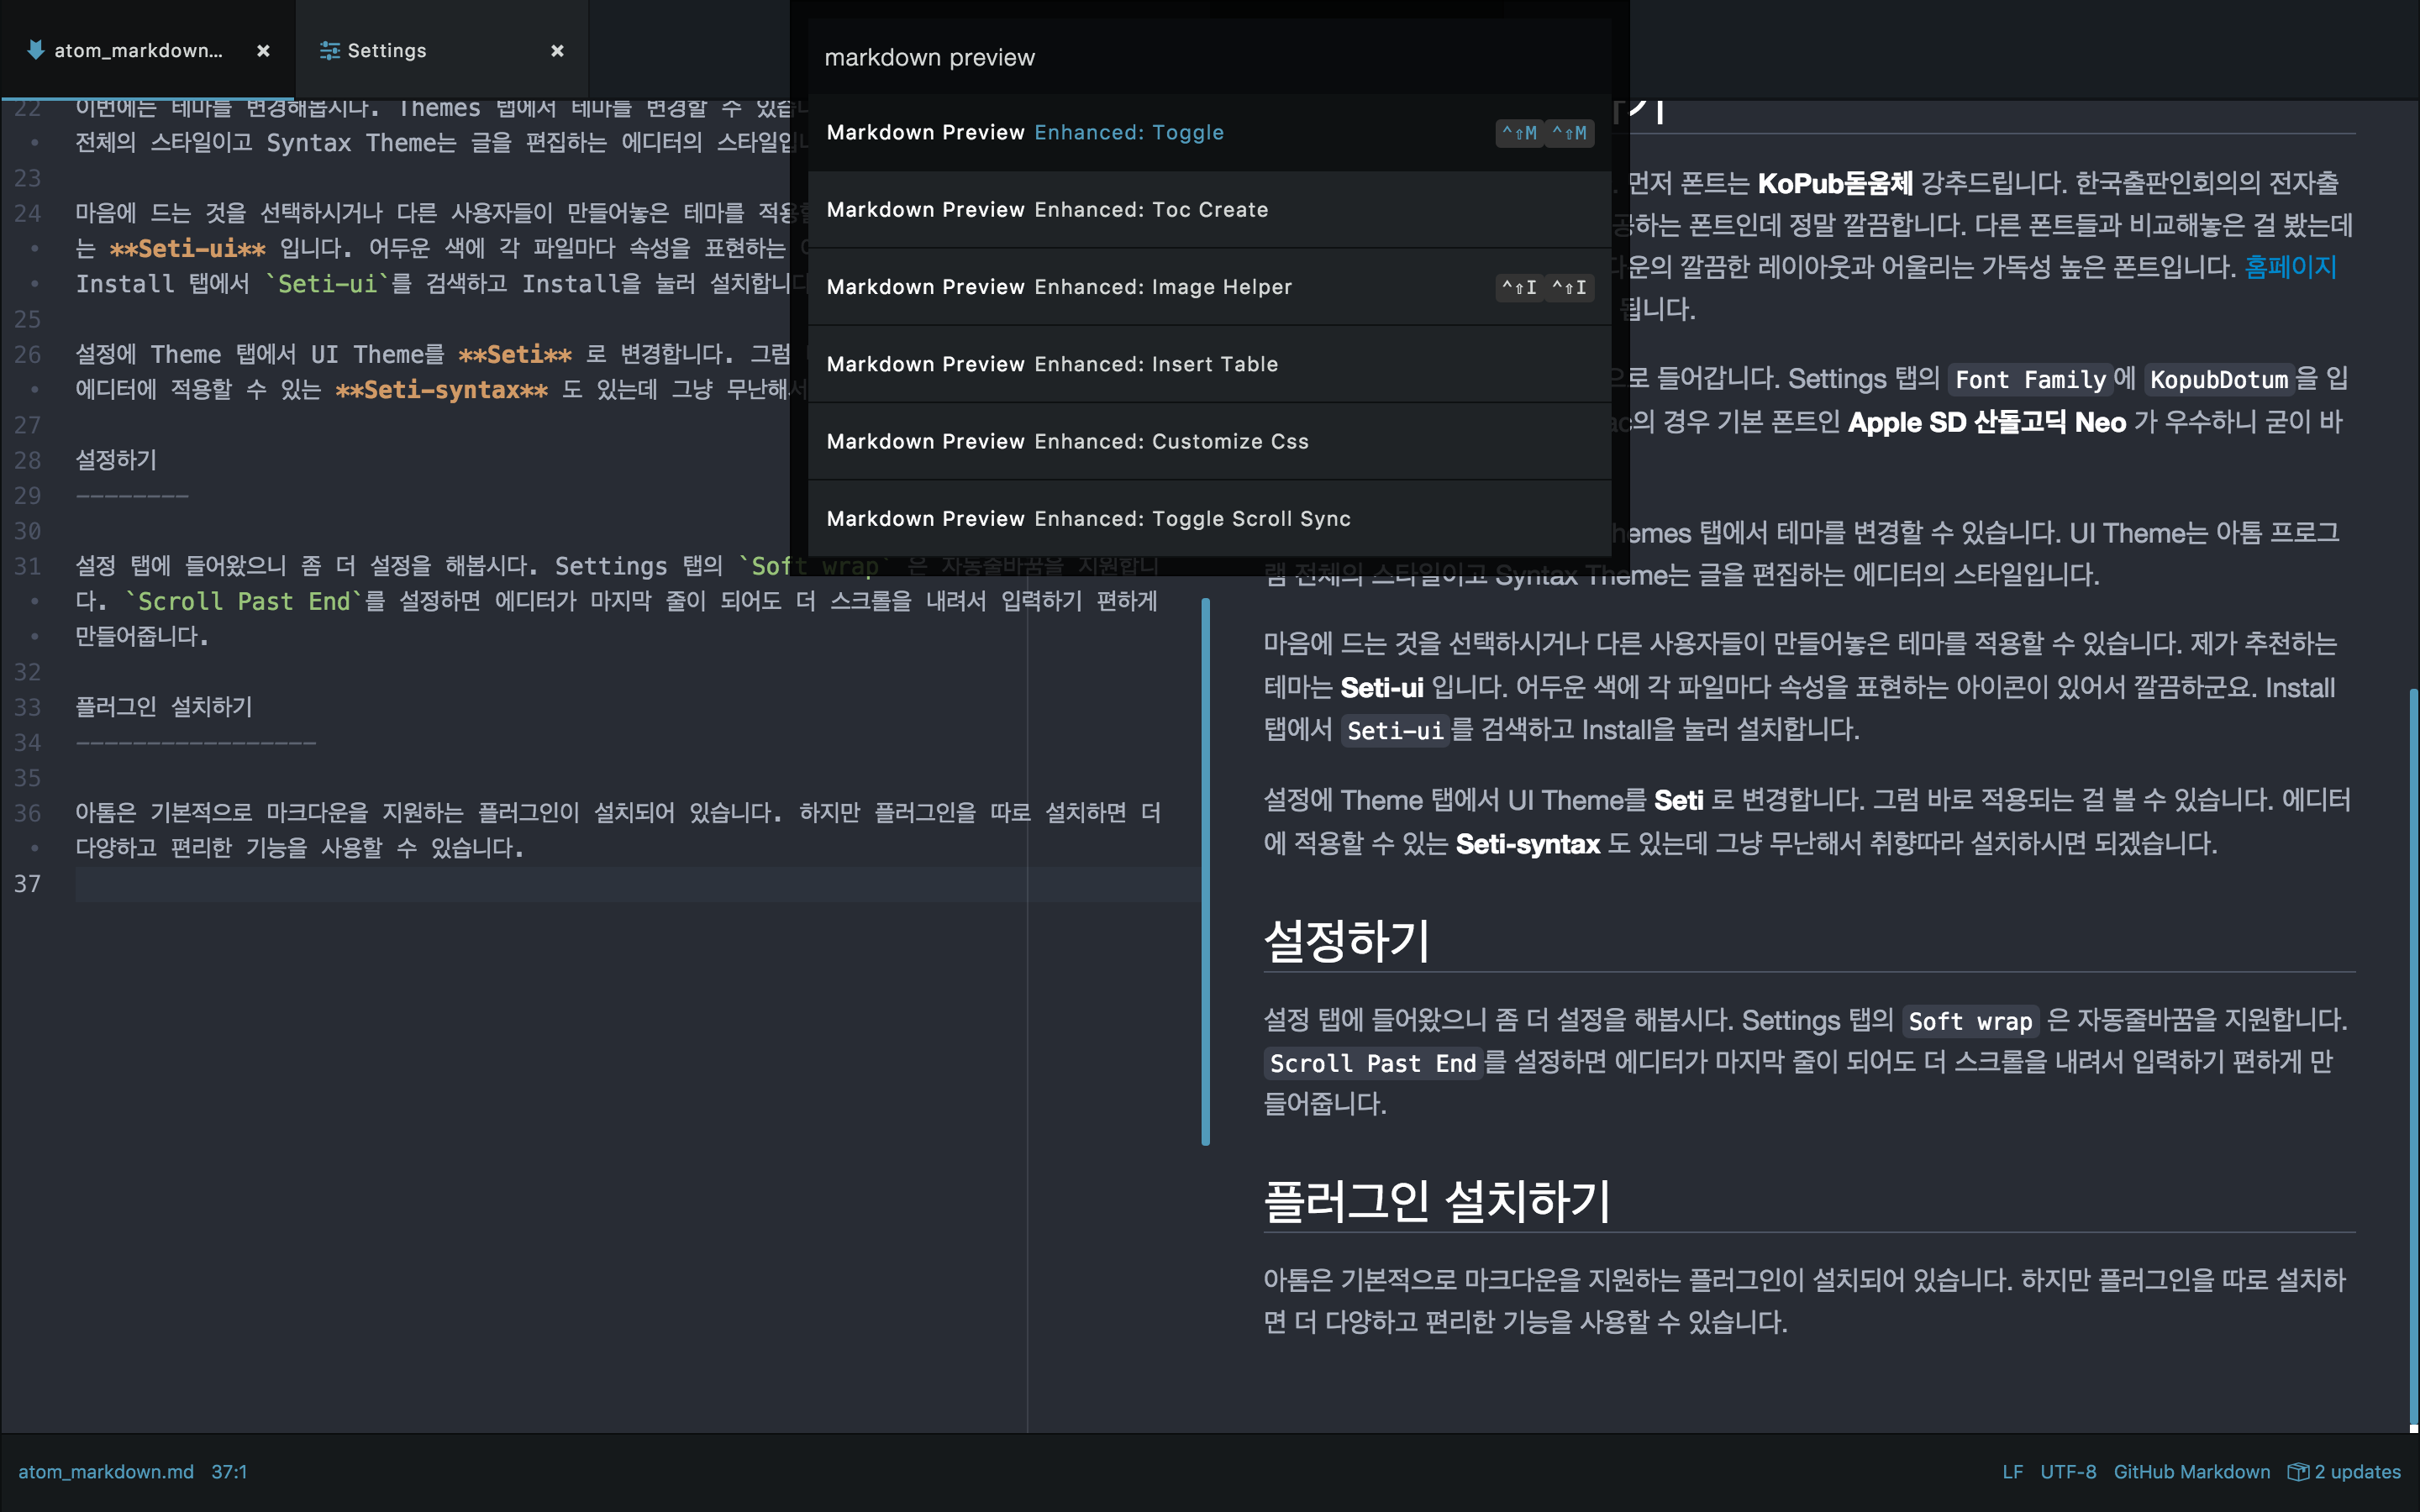 atom_markdown...
Settings
markdown preview
Markdown Preview Enhanced: Toggle ^⇧M ^⇧M
Markdown Preview Enhanced: Toc Create
Markdown Preview Enhanced: Image Helper ^⇧I ^⇧I
Markdown Preview Enhanced: Insert Table
Markdown Preview Enhanced: Customize Css
Markdown Preview Enhanced: Toggle Scroll Sync
22 이번에는 테마를 변경해봅시다. Themes 탭에서 테마를 변경할 수
전체의 스타일이고 Syntax Theme는 글을 편집하는 에디터의
23
24 마음에 드는 것을 선택하시거나 다른 사용자들이 만들어놓은 테마를
는 **Seti-ui** 입니다. 어두운 색에 각 파일마다 속성을 표현하는
Install 탭에서 `Seti-ui`를 검색하고 Install을 눌러
25
26 설정에 Theme 탭에서 UI Theme를 **Seti** 로 변경합니다. 그럼
에디터에 적용할 수 있는 **Seti-syntax** 도 있는데 그냥 무난해서
27
28 설정하기
29 --------
30
31 설정 탭에 들어왔으니 좀 더 설정을 해봅시다. Settings 탭의 `Soft wrap` 은 자동줄바꿈을 지원합니
다. `Scroll Past End`를 설정하면 에디터가 마지막 줄이 되어도 더 스크롤을 내려서 입력하기 편하게
만들어줍니다.
32
33 플러그인 설치하기
34 -----------------
35
36 아톰은 기본적으로 마크다운을 지원하는 플러그인이 설치되어 있습니다. 하지만 플러그인을 따로 설치하면 더
다양하고 편리한 기능을 사용할 수 있습니다.
37
먼저 폰트는 KoPub돋움체 강추드립니다. 한국출판인회의의 전자출
공하는 폰트인데 정말 깔끔합니다. 다른 폰트들과 비교해놓은 걸 봤는데
다운의 깔끔한 레이아웃과 어울리는 가독성 높은 폰트입니다. 홈페이지
됩니다.
로 들어갑니다. Settings 탭의 Font Family에 KopubDotum을 입
의 경우 기본 폰트인 Apple SD 산돌고딕 Neo 가 우수하니 굳이 바
hemes 탭에서 테마를 변경할 수 있습니다. UI Theme는 아톰 프로그
램 전체의 스타일이고 Syntax Theme는 글을 편집하는 에디터의 스타일입니다.
마음에 드는 것을 선택하시거나 다른 사용자들이 만들어놓은 테마를 적용할 수 있습니다. 제가 추천하는
테마는 Seti-ui 입니다. 어두운 색에 각 파일마다 속성을 표현하는 아이콘이 있어서 깔끔하군요. Install
탭에서 Seti-ui를 검색하고 Install을 눌러 설치합니다.
설정에 Theme 탭에서 UI Theme를 Seti 로 변경합니다. 그럼 바로 적용되는 걸 볼 수 있습니다. 에디터
에 적용할 수 있는 Seti-syntax 도 있는데 그냥 무난해서 취향따라 설치하시면 되겠습니다.
설정하기
설정 탭에 들어왔으니 좀 더 설정을 해봅시다. Settings 탭의 Soft wrap 은 자동줄바꿈을 지원합니다.
Scroll Past End를 설정하면 에디터가 마지막 줄이 되어도 더 스크롤을 내려서 입력하기 편하게 만
들어줍니다.
플러그인 설치하기
아톰은 기본적으로 마크다운을 지원하는 플러그인이 설치되어 있습니다. 하지만 플러그인을 따로 설치하
면 더 다양하고 편리한 기능을 사용할 수 있습니다.
atom_markdown.md 37:1
LF UTF-8 GitHub Markdown 2 updates